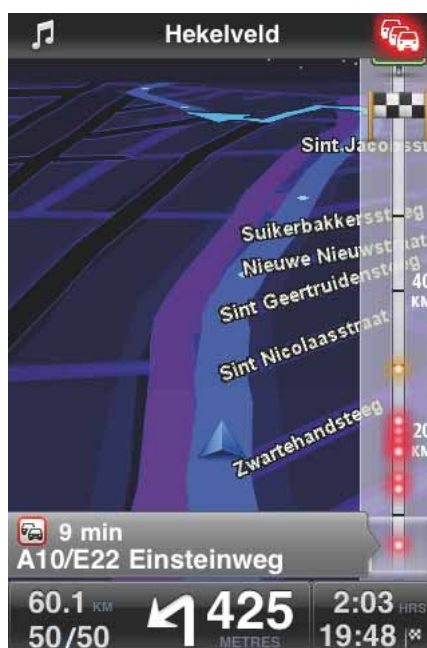 Hekelveld
Sint Jacobsst
Suikerbakkerssteeg
Nieuwe Nieuwstraat
Sint Geertruidensteeg
Sint Nicolaasstraat
Zwartehandsteeg
40
KM
20
KM
9 min
A10/E22 Einsteinweg
60.1 KM
50/50
425
METRES
2:03 HRS
19:48